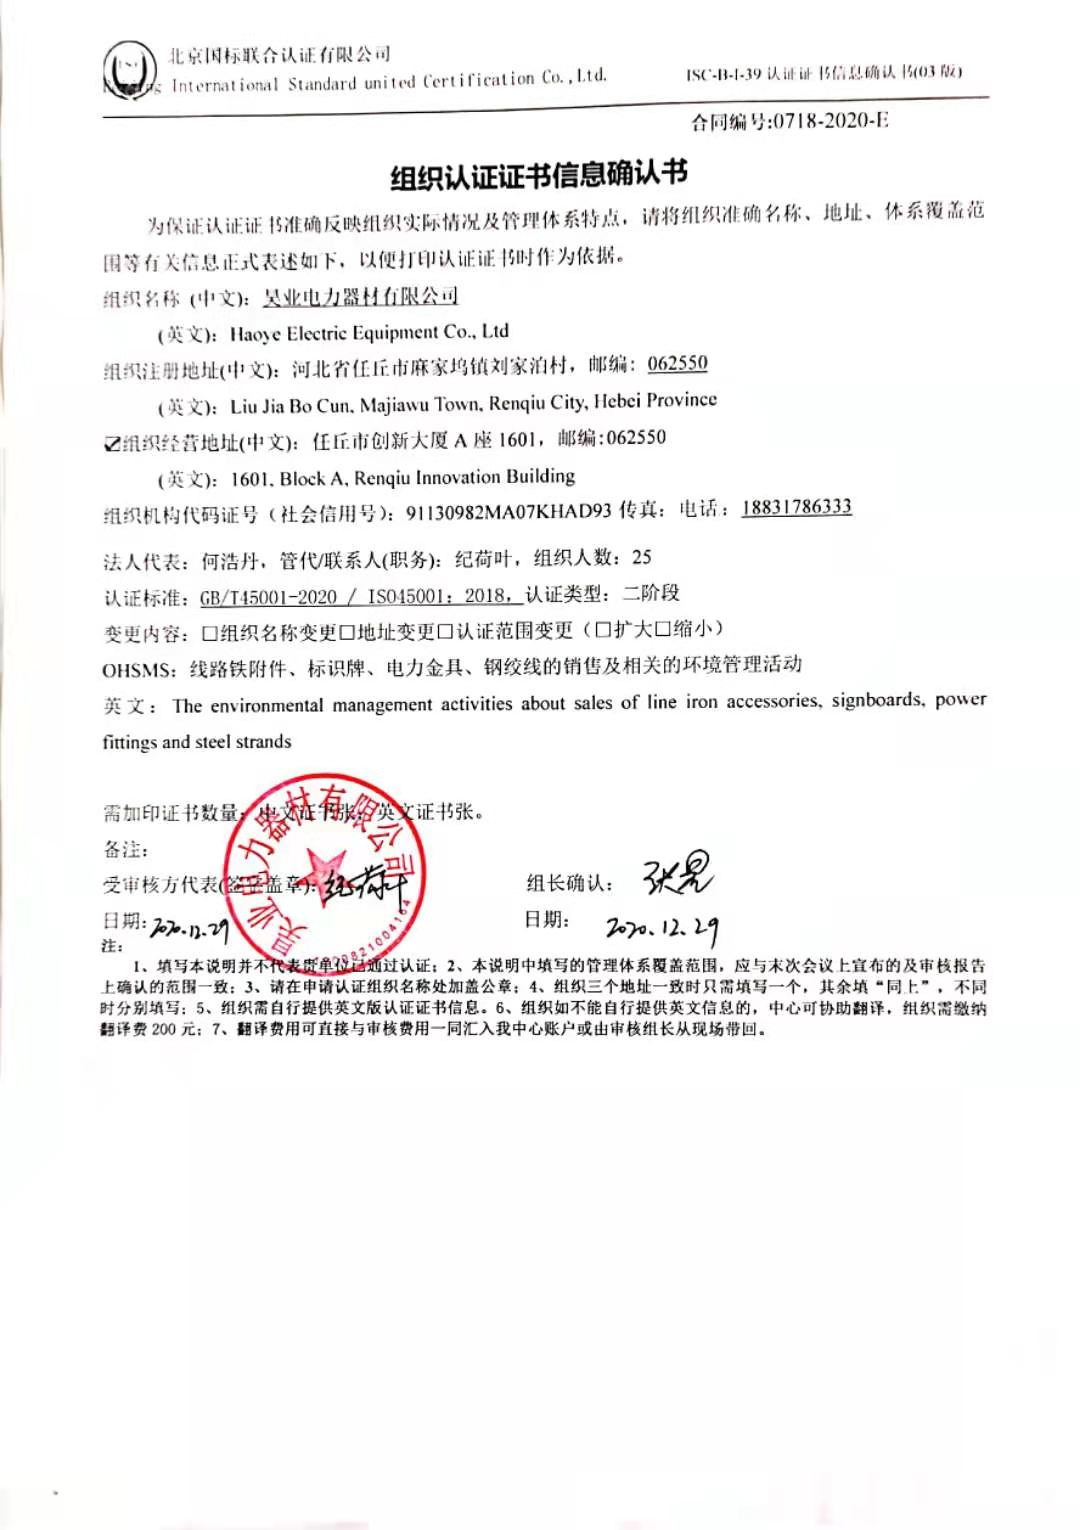 北京国标联合认证有限公司
International Standard united Certification Co.,Ltd.
ISC-B-I-39 认证证书信息确认书(03 版)
合同编号:0718-2020-E
组织认证证书信息确认书
为保证认证证书准确反映组织实际情况及管理体系特点，请将组织准确名称、地址、体系覆盖范
围等有关信息正式表述如下，以便打印认证证书时作为依据。
组织名称 (中文)：昊业电力器材有限公司
(英文)：Haoye Electric Equipment Co., Ltd
组织注册地址(中文)：河北省任丘市麻家坞镇刘家泊村，邮编：062550
(英文)：Liu Jia Bo Cun, Majiawu Town, Renqiu City, Hebei Province
☑组织经营地址(中文)：任丘市创新大厦 A 座 1601，邮编:062550
(英文)：1601, Block A, Renqiu Innovation Building
组织机构代码证号（社会信用号）：91130982MA07KHAD93 传真：电话：18831786333
法人代表：何浩丹，管代/联系人(职务)：纪荷叶，组织人数：25
认证标准：GB/T45001-2020 / ISO45001：2018，认证类型：二阶段
变更内容：□组织名称变更□地址变更□认证范围变更（□扩大□缩小）
OHSMS：线路铁附件、标识牌、电力金具、钢绞线的销售及相关的环境管理活动
英文：The environmental management activities about sales of line iron accessories, signboards, power
fittings and steel strands
需加印证书数量：中文证书张，英文证书张。
备注：
受审核方代表(签签盖章)：纪荷叶
组长确认：张昊
日期：2020.12.29
日期：2020.12.29
昊业电力器材有限公司
注：
1、填写本说明并不代表贵单位已通过认证；2、本说明中填写的管理体系覆盖范围，应与末次会议上宣布的及审核报告
上确认的范围一致；3、请在申请认证组织名称处加盖公章；4、组织三个地址一致时只需填写一个，其余填“同上”，不同
时分别填写；5、组织需自行提供英文版认证证书信息。6、组织如不能自行提供英文信息的，中心可协助翻译，组织需缴纳
翻译费 200 元；7、翻译费用可直接与审核费用一同汇入我中心账户或由审核组长从现场带回。